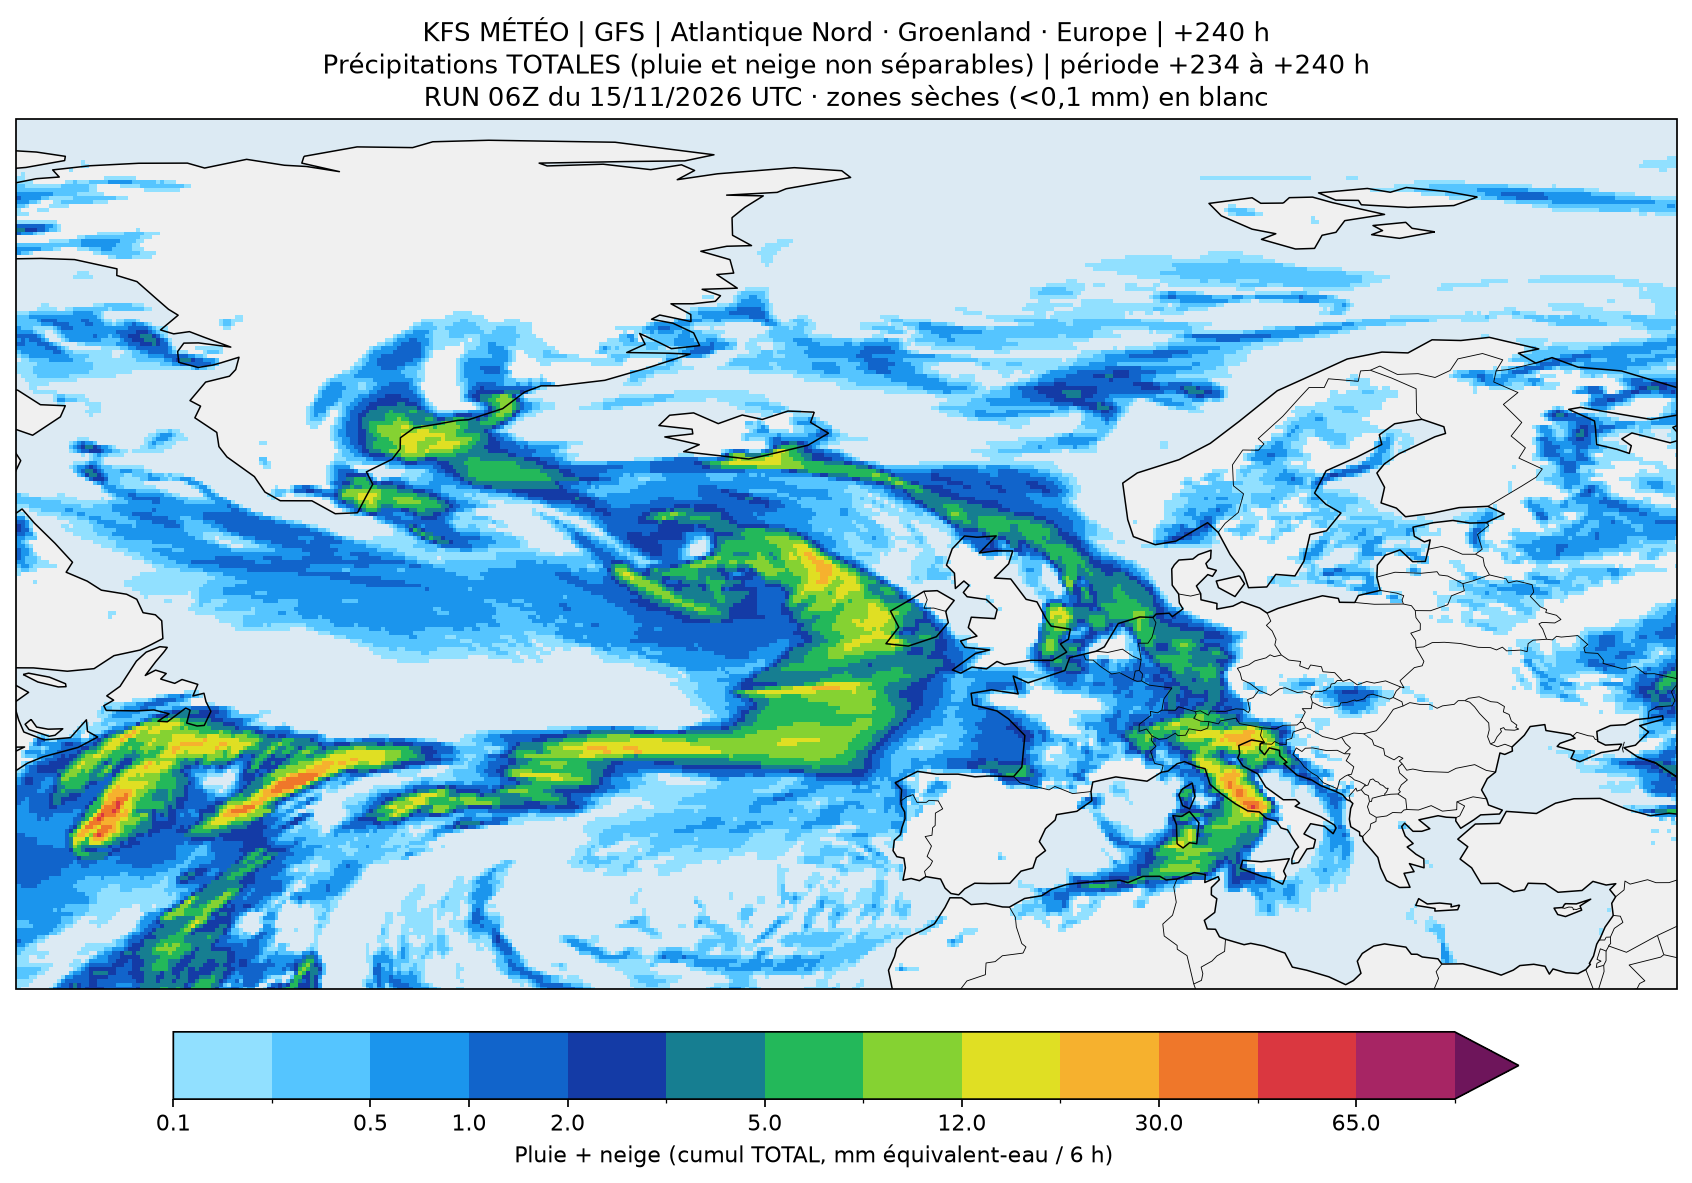 KFS MÉTÉO | GFS | Atlantique Nord · Groenland · Europe | +240 h
Précipitations TOTALES (pluie et neige non séparables) | période +234 à +240 h
RUN 06Z du 15/11/2026 UTC · zones sèches (<0,1 mm) en blanc
0.1 0.5 1.0 2.0 5.0 12.0 30.0 65.0
Pluie + neige (cumul TOTAL, mm équivalent-eau / 6 h)